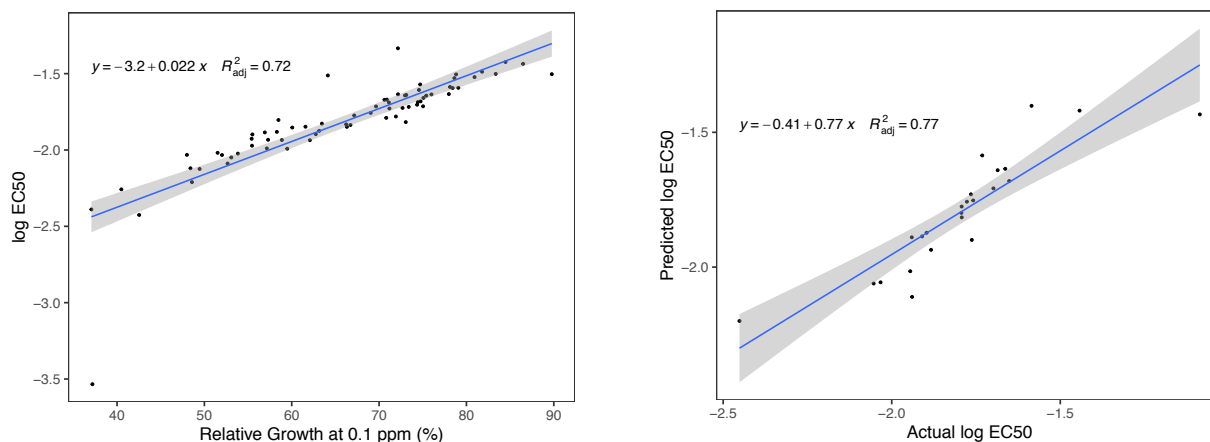 y = −3.2 + 0.022 x R²adj = 0.72
log EC50
−1.5
−2.0
−2.5
−3.0
−3.5
40 50 60 70 80 90
Relative Growth at 0.1 ppm (%)
y = −0.41 + 0.77 x R²adj = 0.77
Predicted log EC50
−1.5
−2.0
−2.5 −2.0 −1.5
Actual log EC50